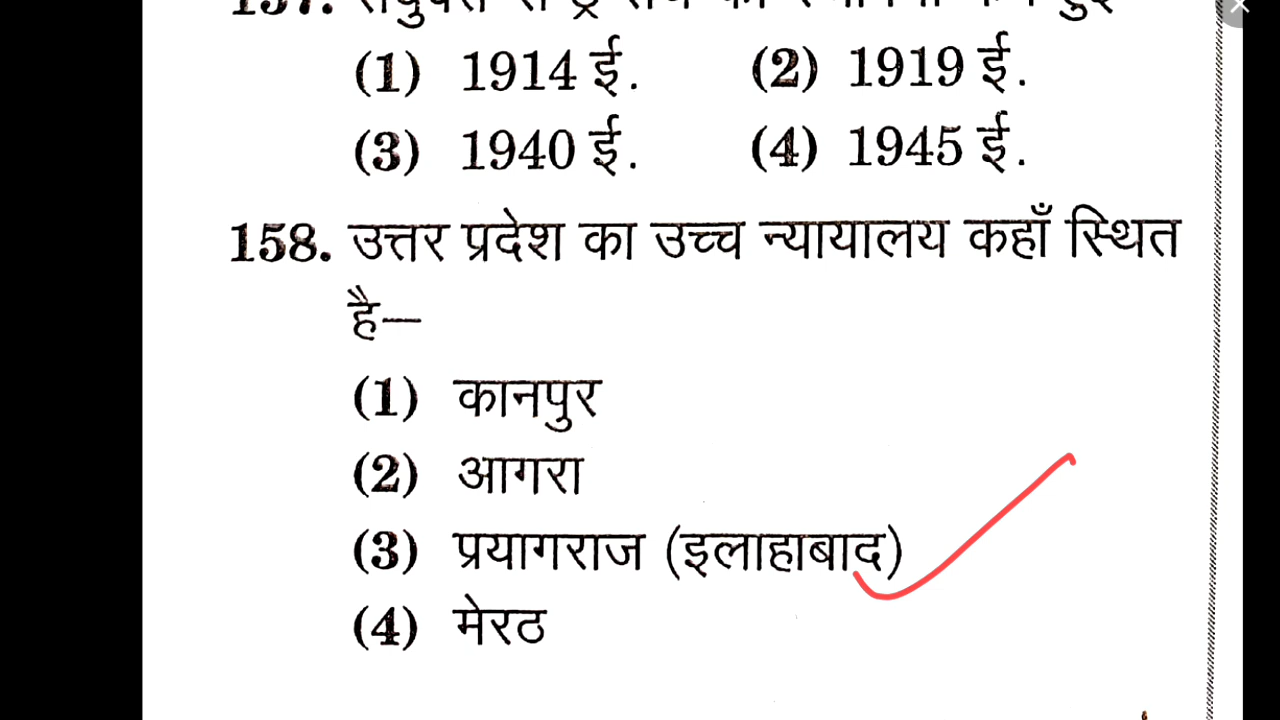 (1) 1914 ई. (2) 1919 ई.
(3) 1940 ई. (4) 1945 ई.
158. उत्तर प्रदेश का उच्च न्यायालय कहाँ स्थित
है—
(1) कानपुर
(2) आगरा
(3) प्रयागराज (इलाहाबाद)
(4) मेरठ